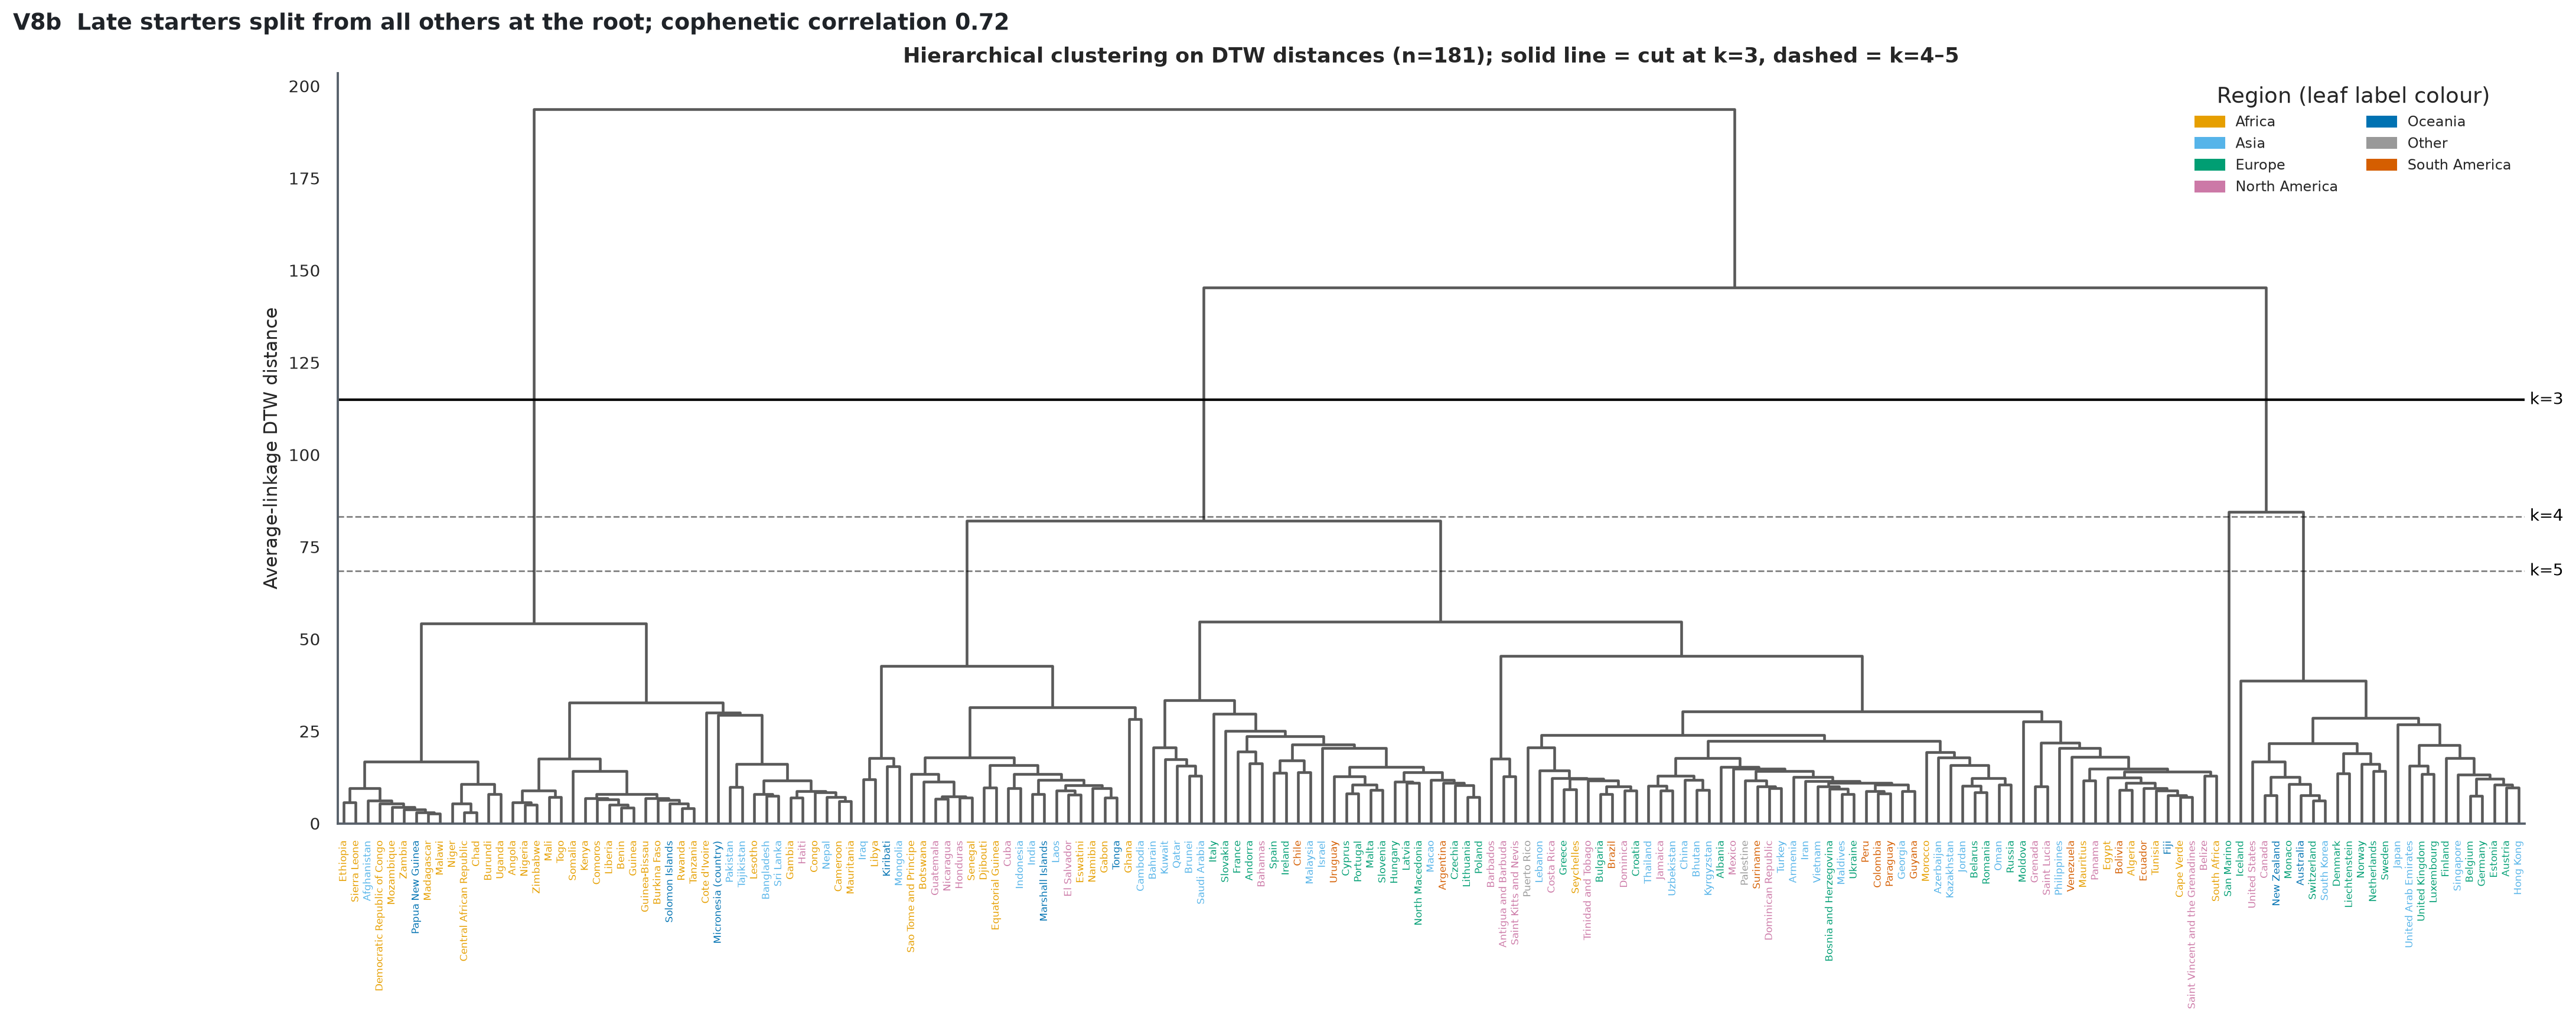 V8b  Late starters split from all others at the root; cophenetic correlation 0.72
Hierarchical clustering on DTW distances (n=181); solid line = cut at k=3, dashed = k=4–5
Region (leaf label colour)
Africa
Asia
Europe
North America
Oceania
Other
South America
Average-linkage DTW distance
200
175
150
125
100
75
50
25
0
k=3
k=4
k=5
Ethiopia
Sierra Leone
Afghanistan
Democratic Republic of Congo
Mozambique
Zambia
Papua New Guinea
Madagascar
Malawi
Niger
Central African Republic
Chad
Burundi
Uganda
Angola
Nigeria
Zimbabwe
Mali
Togo
Somalia
Kenya
Comoros
Liberia
Benin
Guinea
Guinea-Bissau
Burkina Faso
Solomon Islands
Rwanda
Tanzania
Cote d'Ivoire
Micronesia (country)
Pakistan
Tajikistan
Lesotho
Bangladesh
Sri Lanka
Gambia
Haiti
Congo
Nepal
Cameroon
Mauritania
Iraq
Libya
Kiribati
Mongolia
Sao Tome and Principe
Botswana
Guatemala
Nicaragua
Honduras
Senegal
Djibouti
Equatorial Guinea
Cuba
Indonesia
India
Marshall Islands
Laos
El Salvador
Eswatini
Namibia
Gabon
Tonga
Ghana
Cambodia
Bahrain
Kuwait
Qatar
Brunei
Saudi Arabia
Italy
Slovakia
France
Andorra
Bahamas
Spain
Ireland
Chile
Malaysia
Israel
Uruguay
Cyprus
Portugal
Malta
Slovenia
Hungary
Latvia
North Macedonia
Macao
Argentina
Czechia
Lithuania
Poland
Barbados
Antigua and Barbuda
Saint Kitts and Nevis
Puerto Rico
Lebanon
Costa Rica
Greece
Seychelles
Trinidad and Tobago
Bulgaria
Brazil
Dominica
Croatia
Thailand
Jamaica
Uzbekistan
China
Bhutan
Kyrgyzstan
Albania
Mexico
Palestine
Suriname
Dominican Republic
Turkey
Armenia
Iran
Vietnam
Bosnia and Herzegovina
Maldives
Ukraine
Peru
Colombia
Paraguay
Georgia
Guyana
Morocco
Azerbaijan
Kazakhstan
Jordan
Belarus
Romania
Oman
Russia
Moldova
Grenada
Saint Lucia
Philippines
Venezuela
Mauritius
Panama
Egypt
Bolivia
Algeria
Ecuador
Tunisia
Fiji
Cape Verde
Saint Vincent and the Grenadines
Belize
South Africa
San Marino
Iceland
United States
Canada
New Zealand
Monaco
Australia
Switzerland
South Korea
Denmark
Liechtenstein
Norway
Netherlands
Sweden
Japan
United Arab Emirates
United Kingdom
Luxembourg
Finland
Singapore
Belgium
Germany
Estonia
Austria
Hong Kong